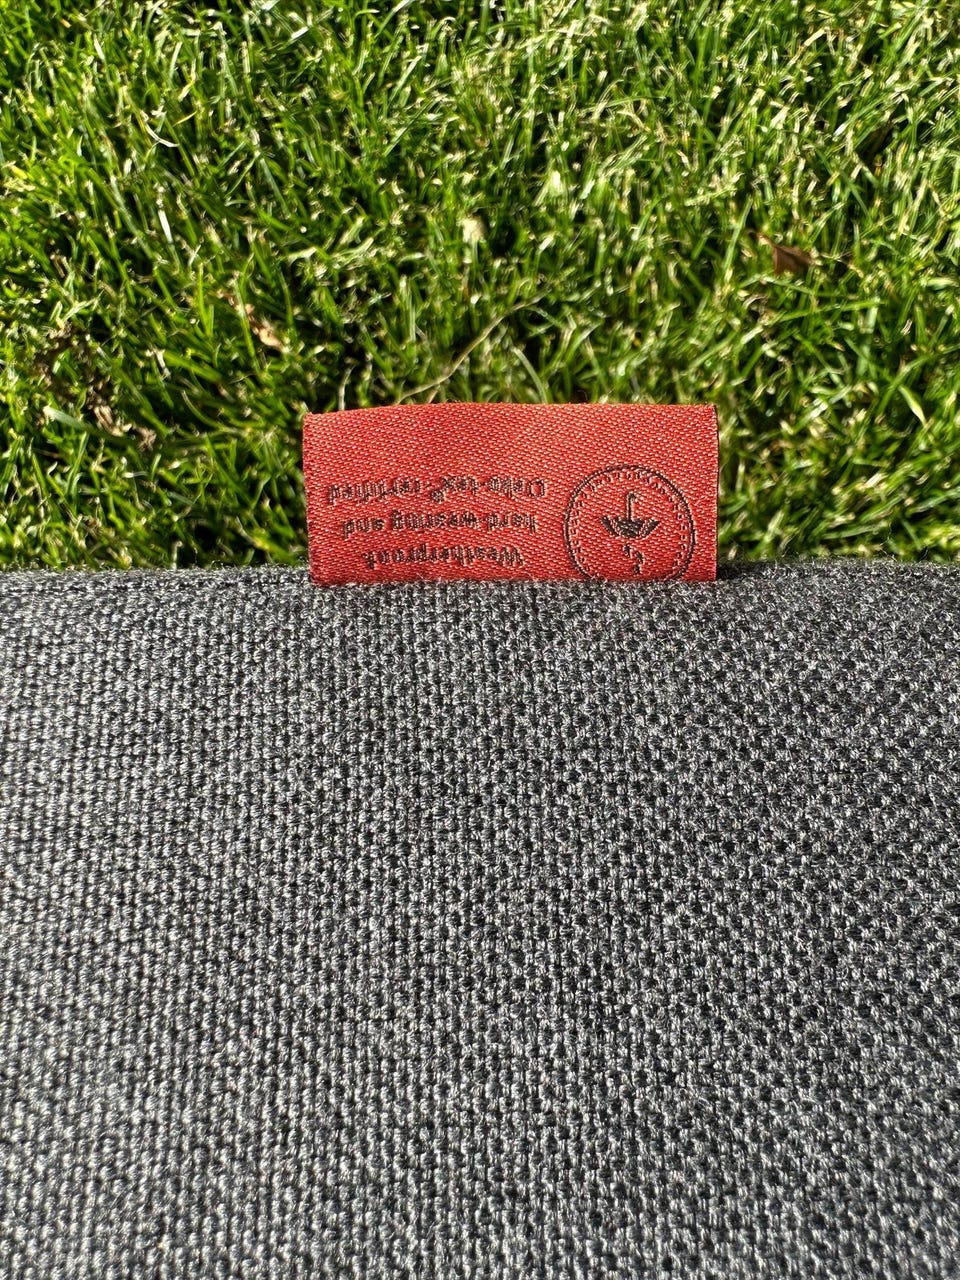 Weatherproof,
hard-wearing and
Oeko-tex® certified